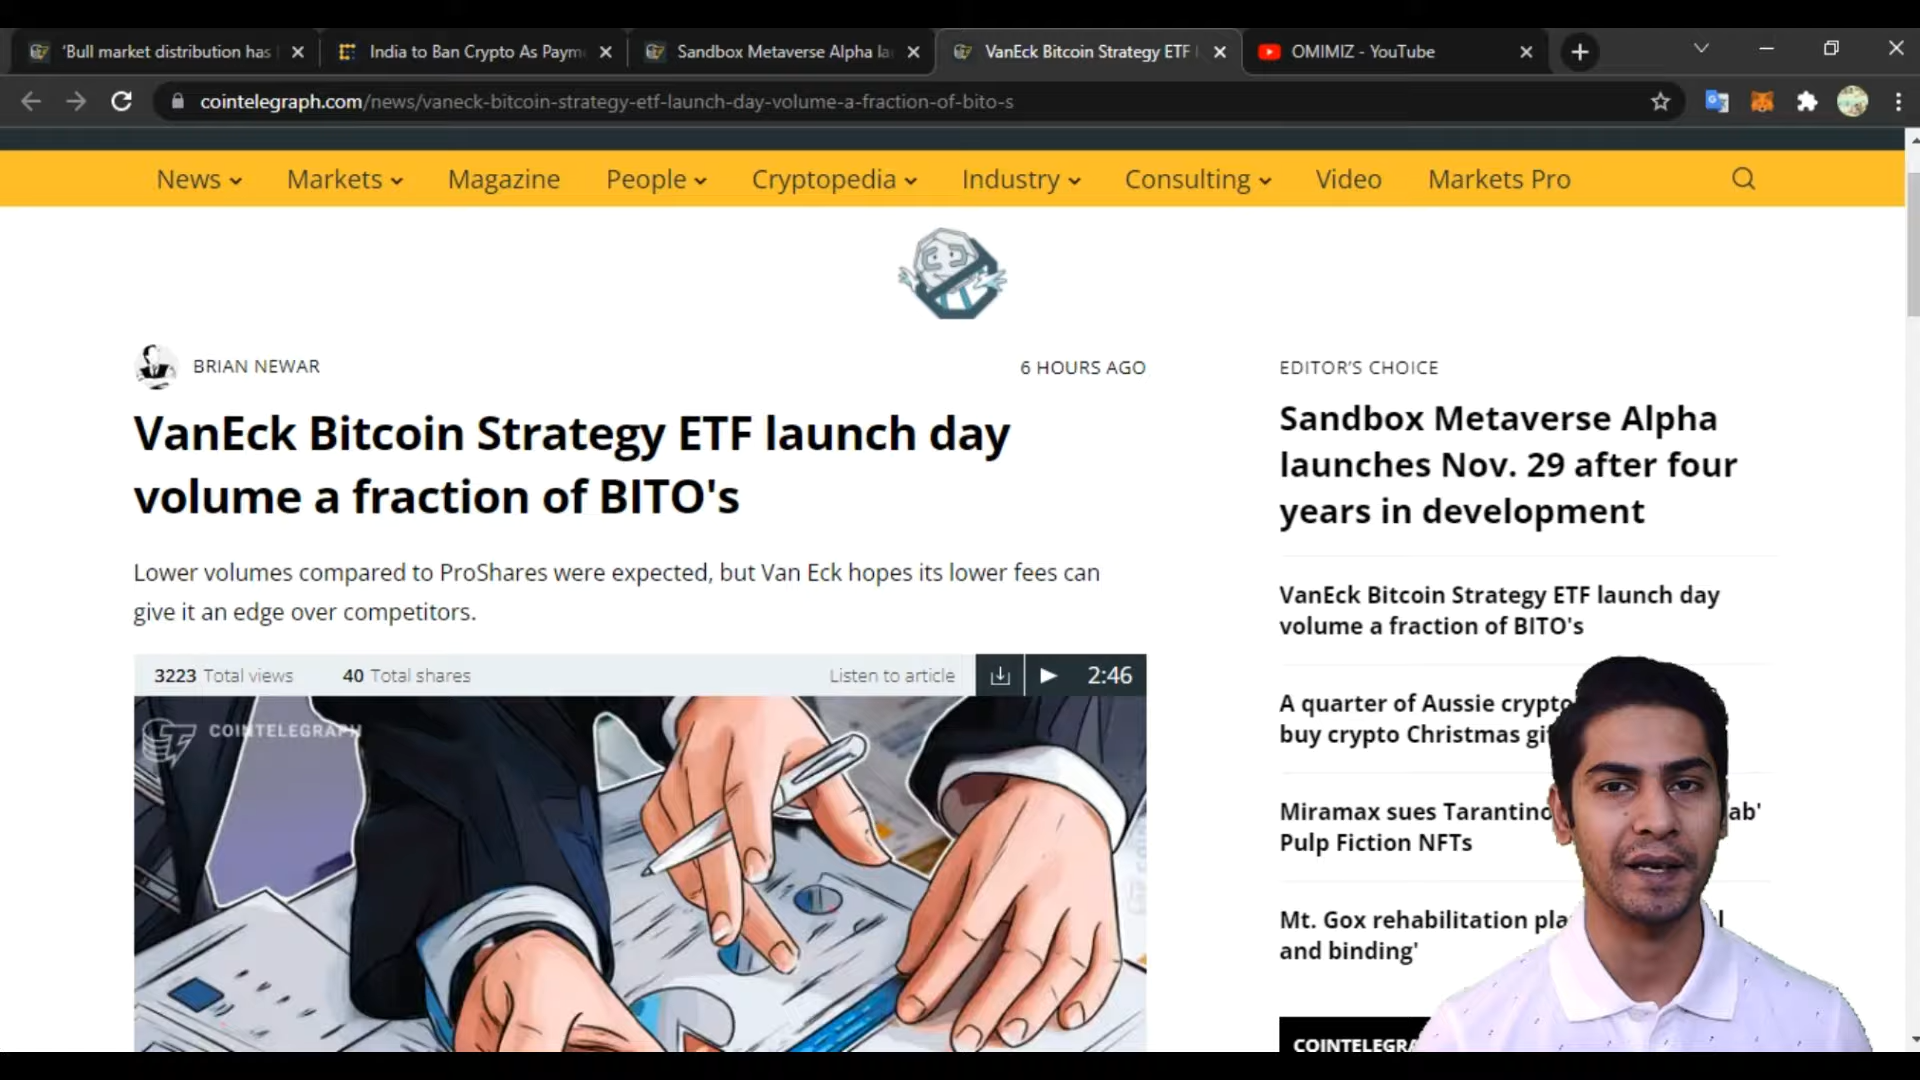 'Bull market distribution has
India to Ban Crypto As Paym
Sandbox Metaverse Alpha la
VanEck Bitcoin Strategy ETF
OMIMIZ - YouTube
cointelegraph.com/news/vaneck-bitcoin-strategy-etf-launch-day-volume-a-fraction-of-bito-s
News Markets Magazine People Cryptopedia Industry Consulting Video Markets Pro
BRIAN NEWAR
6 HOURS AGO
VanEck Bitcoin Strategy ETF launch day
volume a fraction of BITO's
Lower volumes compared to ProShares were expected, but Van Eck hopes its lower fees can
give it an edge over competitors.
3223 Total views 40 Total shares Listen to article 2:46
COINTELEGRAPH
EDITOR'S CHOICE
Sandbox Metaverse Alpha
launches Nov. 29 after four
years in development
VanEck Bitcoin Strategy ETF launch day
volume a fraction of BITO's
A quarter of Aussie crypto
buy crypto Christmas gi
Miramax sues Tarantino ab'
Pulp Fiction NFTs
Mt. Gox rehabilitation pla l
and binding'
COINTELEGRA